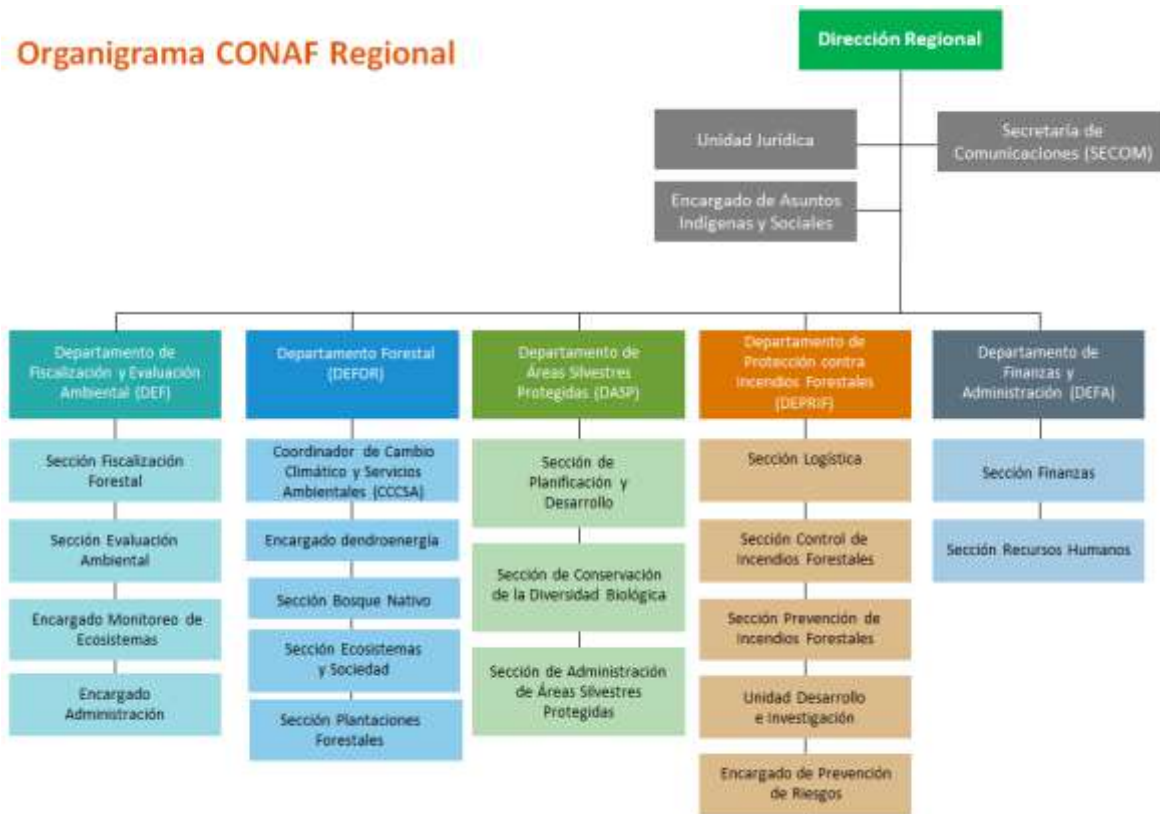 Organigrama CONAF Regional
Dirección Regional
Unidad Jurídica
Secretaría de
Comunicaciones (SECOM)
Encargado de Asuntos
Indígenas y Sociales
Departamento de
Fiscalización y Evaluación
Ambiental (DEF)
Sección Fiscalización
Forestal
Sección Evaluación
Ambiental
Encargado Monitoreo de
Ecosistemas
Encargado
Administración
Departamento Forestal
(DEFOR)
Coordinador de Cambio
Climático y Servicios
Ambientales (CCCSA)
Encargado dendroenergía
Sección Bosque Nativo
Sección Ecosistemas
y Sociedad
Sección Plantaciones
Forestales
Departamento de
Áreas Silvestres
Protegidas (DASP)
Sección de
Planificación y
Desarrollo
Sección de Conservación
de la Diversidad Biológica
Sección de Administración
de Áreas Silvestres
Protegidas
Departamento de
Protección contra
Incendios Forestales
(DEPRIF)
Sección Logística
Sección Control de
Incendios Forestales
Sección Prevención de
Incendios Forestales
Unidad Desarrollo
e Investigación
Encargado de Prevención
de Riesgos
Departamento de
Finanzas y
Administración (DEFA)
Sección Finanzas
Sección Recursos Humanos